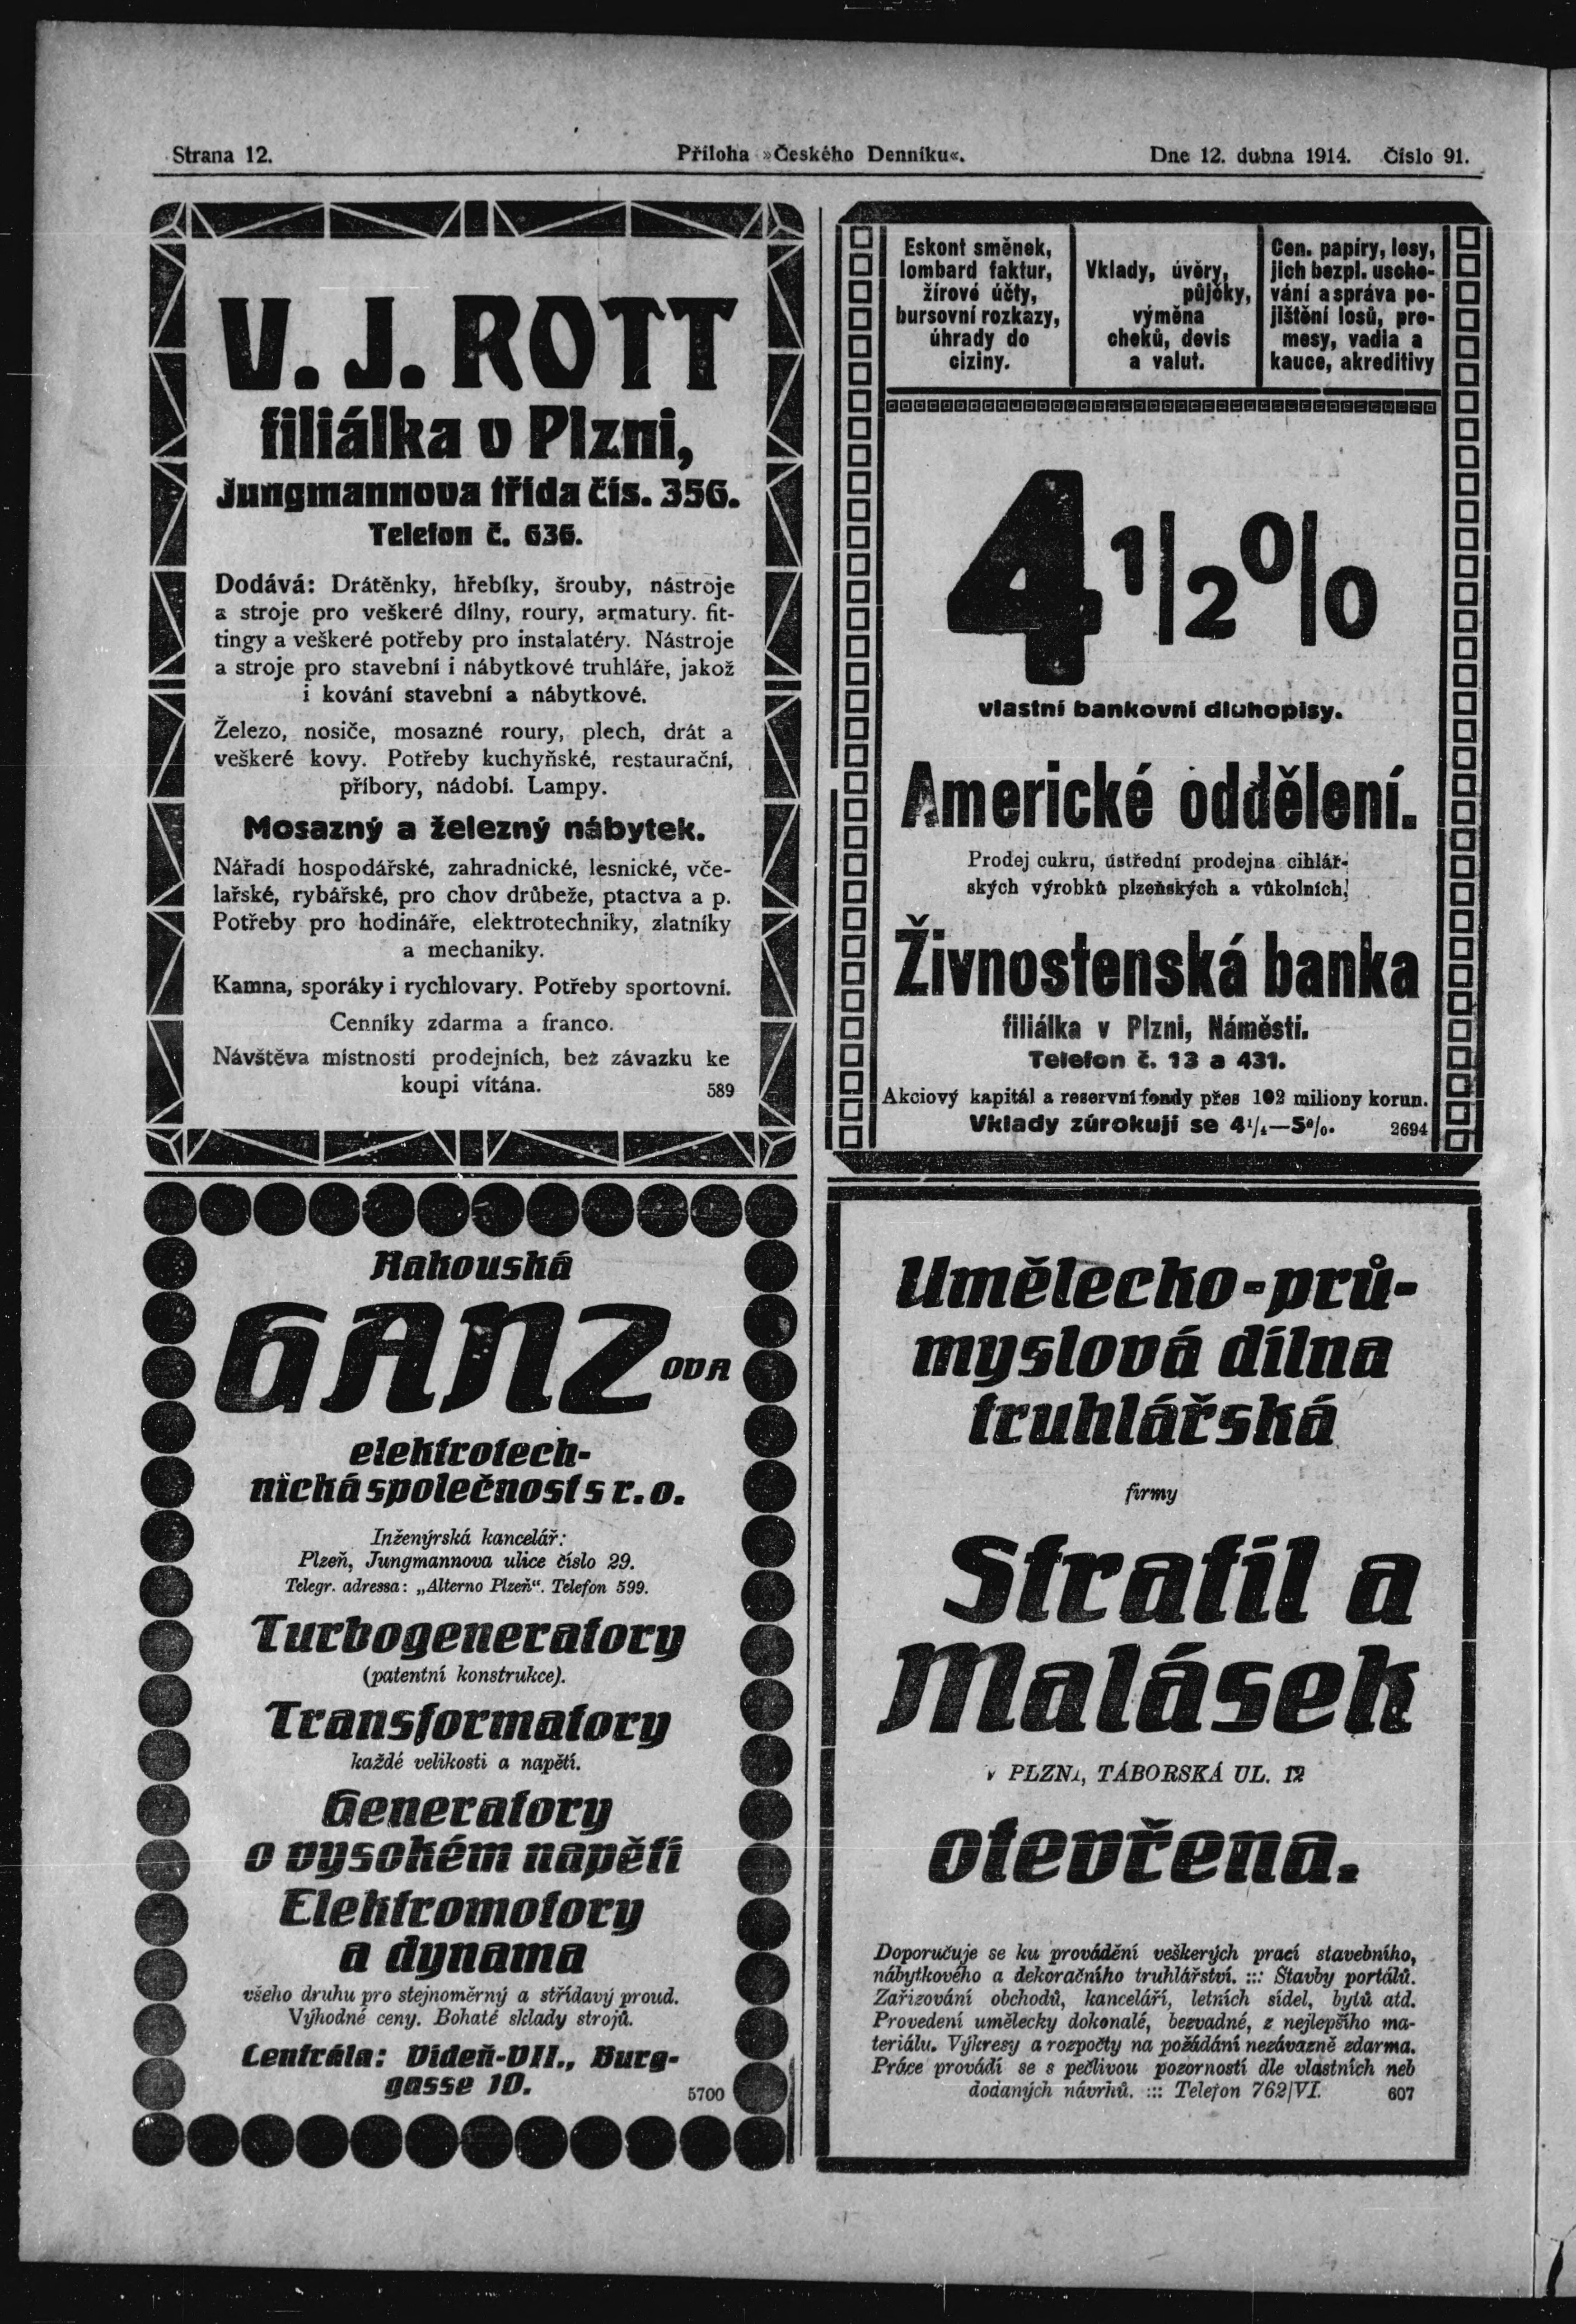 Strana 12.
Příloha »Českého Denníku«.
Dne 12. dubna 1914. Číslo 91.
V. J. ROTT
filiálka v Plzni,
Jungmannova třída čís. 356.
Telefon č. 636.
Dodává: Drátěnky, hřebíky, šrouby, nástroje
a stroje pro veškeré dílny, roury, armatury. fit-
tingy a veškeré potřeby pro instalatéry. Nástroje
a stroje pro stavební i nábytkové truhláře, jakož
i kování stavební a nábytkové.
Železo, nosiče, mosazné roury, plech, drát a
veškeré kovy. Potřeby kuchyňské, restaurační,
příbory, nádobí. Lampy.
Mosazný a železný nábytek.
Nářadí hospodářské, zahradnické, lesnické, vče-
lařské, rybářské, pro chov drůbeže, ptactva a p.
Potřeby pro hodináře, elektrotechniky, zlatníky
a mechaniky.
Kamna, sporáky i rychlovary. Potřeby sportovní.
Cenníky zdarma a franco.
Návštěva místností prodejních, bez závazku ke
koupi vítána. 589
Eskont směnek,
lombard faktur,
žírové účty,
bursovní rozkazy,
úhrady do
ciziny.
Vklady, úvěry,
půjčky,
výměna
cheků, devis
a valut.
Cen. papíry, losy,
jich bezpl. uscho-
vání a správa po-
jištění losů, pro-
mesy, vadia a
kauce, akreditivy
4 1/2 %
vlastní bankovní dluhopisy.
Americké oddělení.
Prodej cukru, ústřední prodejna cihlář-
ských výrobků plzeňských a vůkolních.
Živnostenská banka
filiálka v Plzni, Náměstí.
Telefon č. 13 a 431.
Akciový kapitál a reservní fondy přes 102 miliony korun.
Vklady zúrokují se 4 1/4—5%. 2694
Rakouská
GANZOVA
elektrotech-
nická společnost s r. o.
Inženýrská kancelář:
Plzeň, Jungmannova ulice číslo 29.
Telegr. adressa: „Alterno Plzeň“. Telefon 599.
Turbogeneratory
(patentní konstrukce).
Transformatory
každé velikosti a napětí.
Generatory
o vysokém napětí
Elektromotory
a dynama
všeho druhu pro stejnoměrný a střídavý proud.
Výhodné ceny. Bohaté sklady strojů.
Centrála: Vídeň-VII., Burg-
gasse 10. 5700
Umělecko-prů-
myslová dílna
truhlářská
firmy
Stratil a
Malásek
v PLZNI, TÁBORSKÁ UL. 12
otevřena.
Doporučuje se ku provádění veškerých prací stavebního,
nábytkového a dekoračního truhlářství. ::: Stavby portálů.
Zařizování obchodů, kanceláří, letních sídel, bytů atd.
Provedení umělecky dokonalé, bezvadné, z nejlepšího ma-
teriálu. Výkresy a rozpočty na požádání nezávazně zdarma.
Práce provádí se s pečlivou pozorností dle vlastních neb
dodaných návrhů. ::: Telefon 762/VI. 607